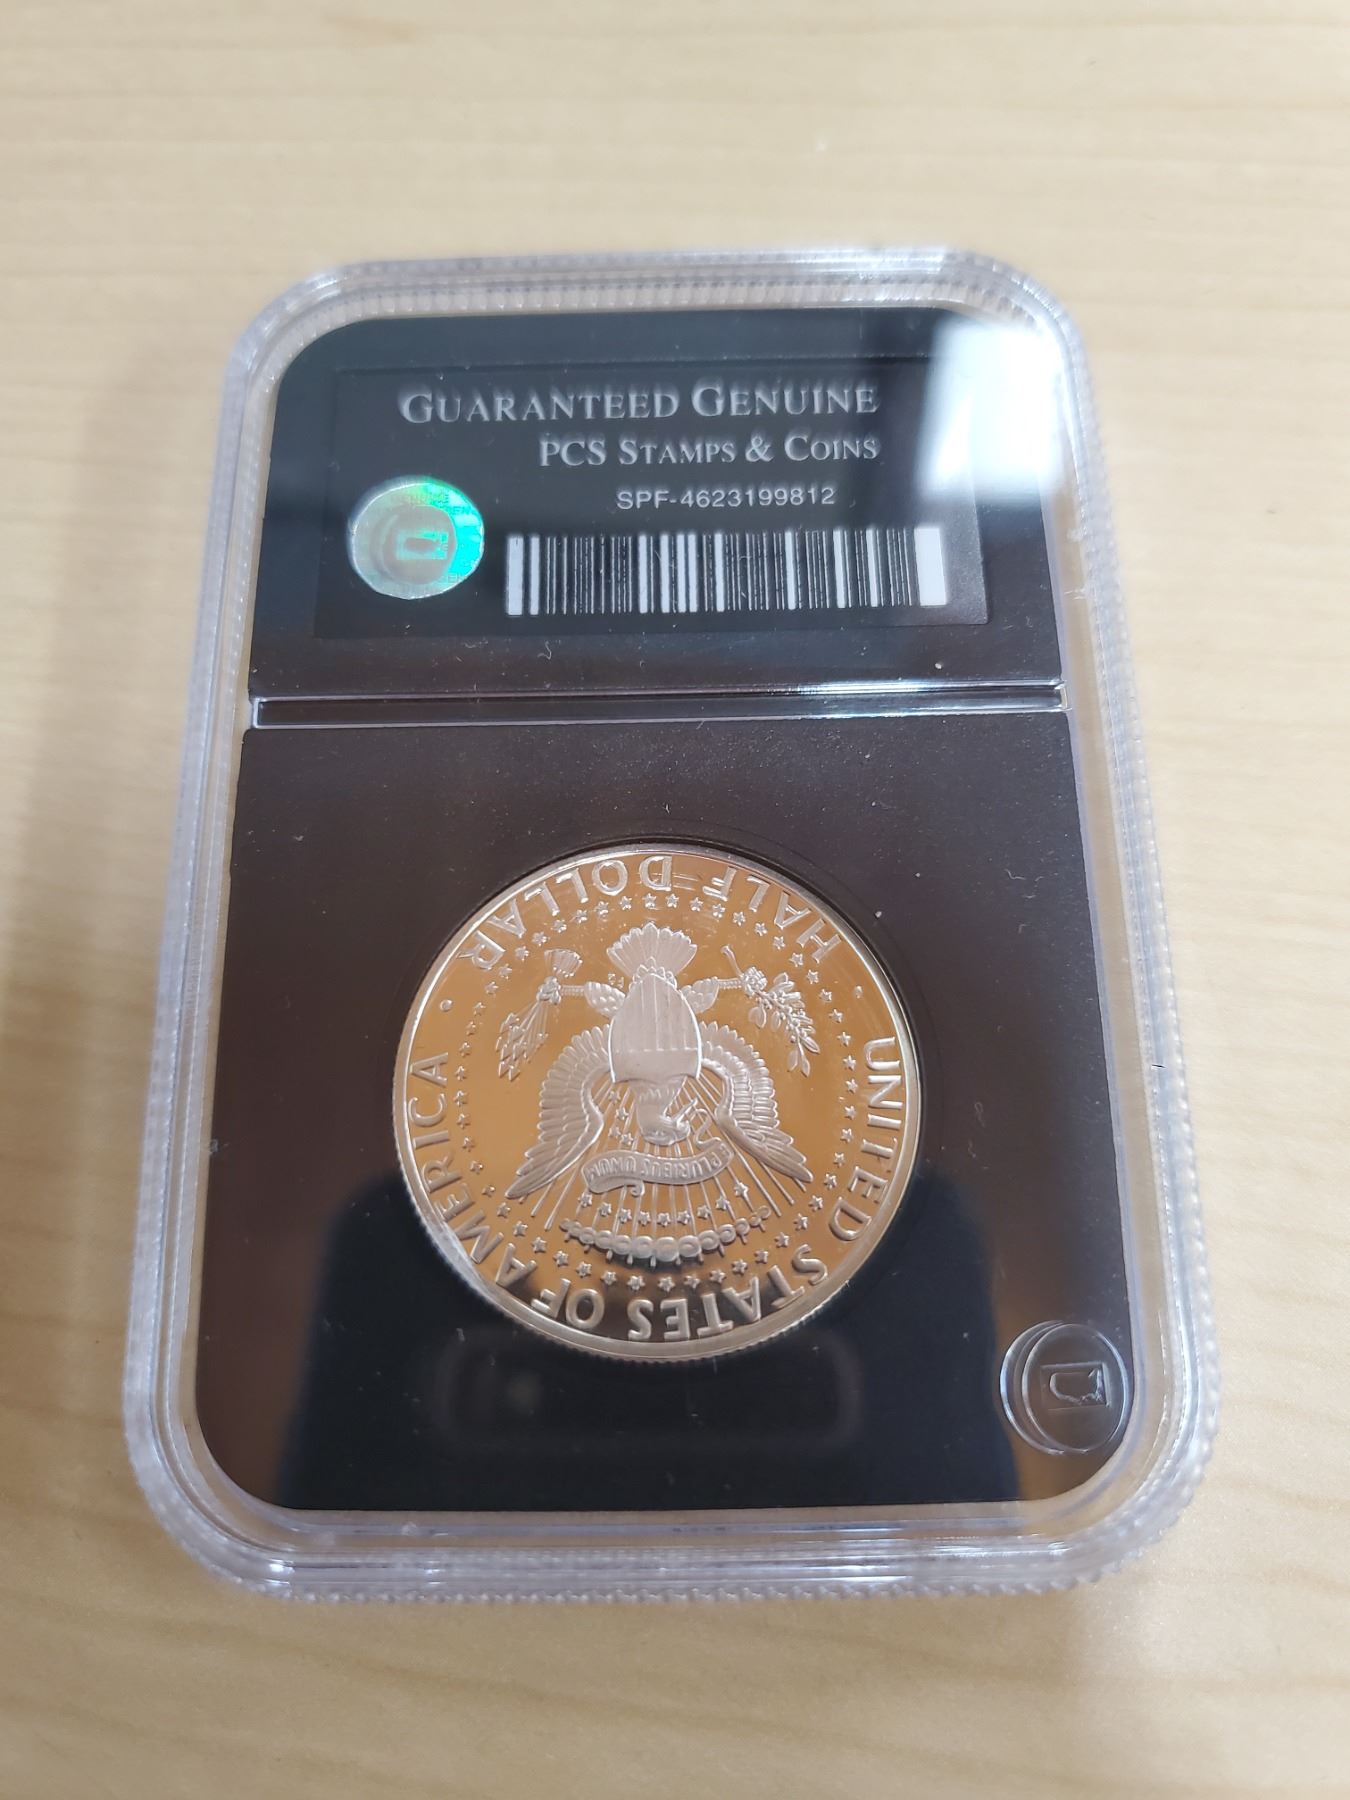 GUARANTEED GENUINE
PCS STAMPS & COINS
SPF-4623199812
UNITED STATES OF AMERICA
E PLURIBUS UNUM
HALF DOLLAR